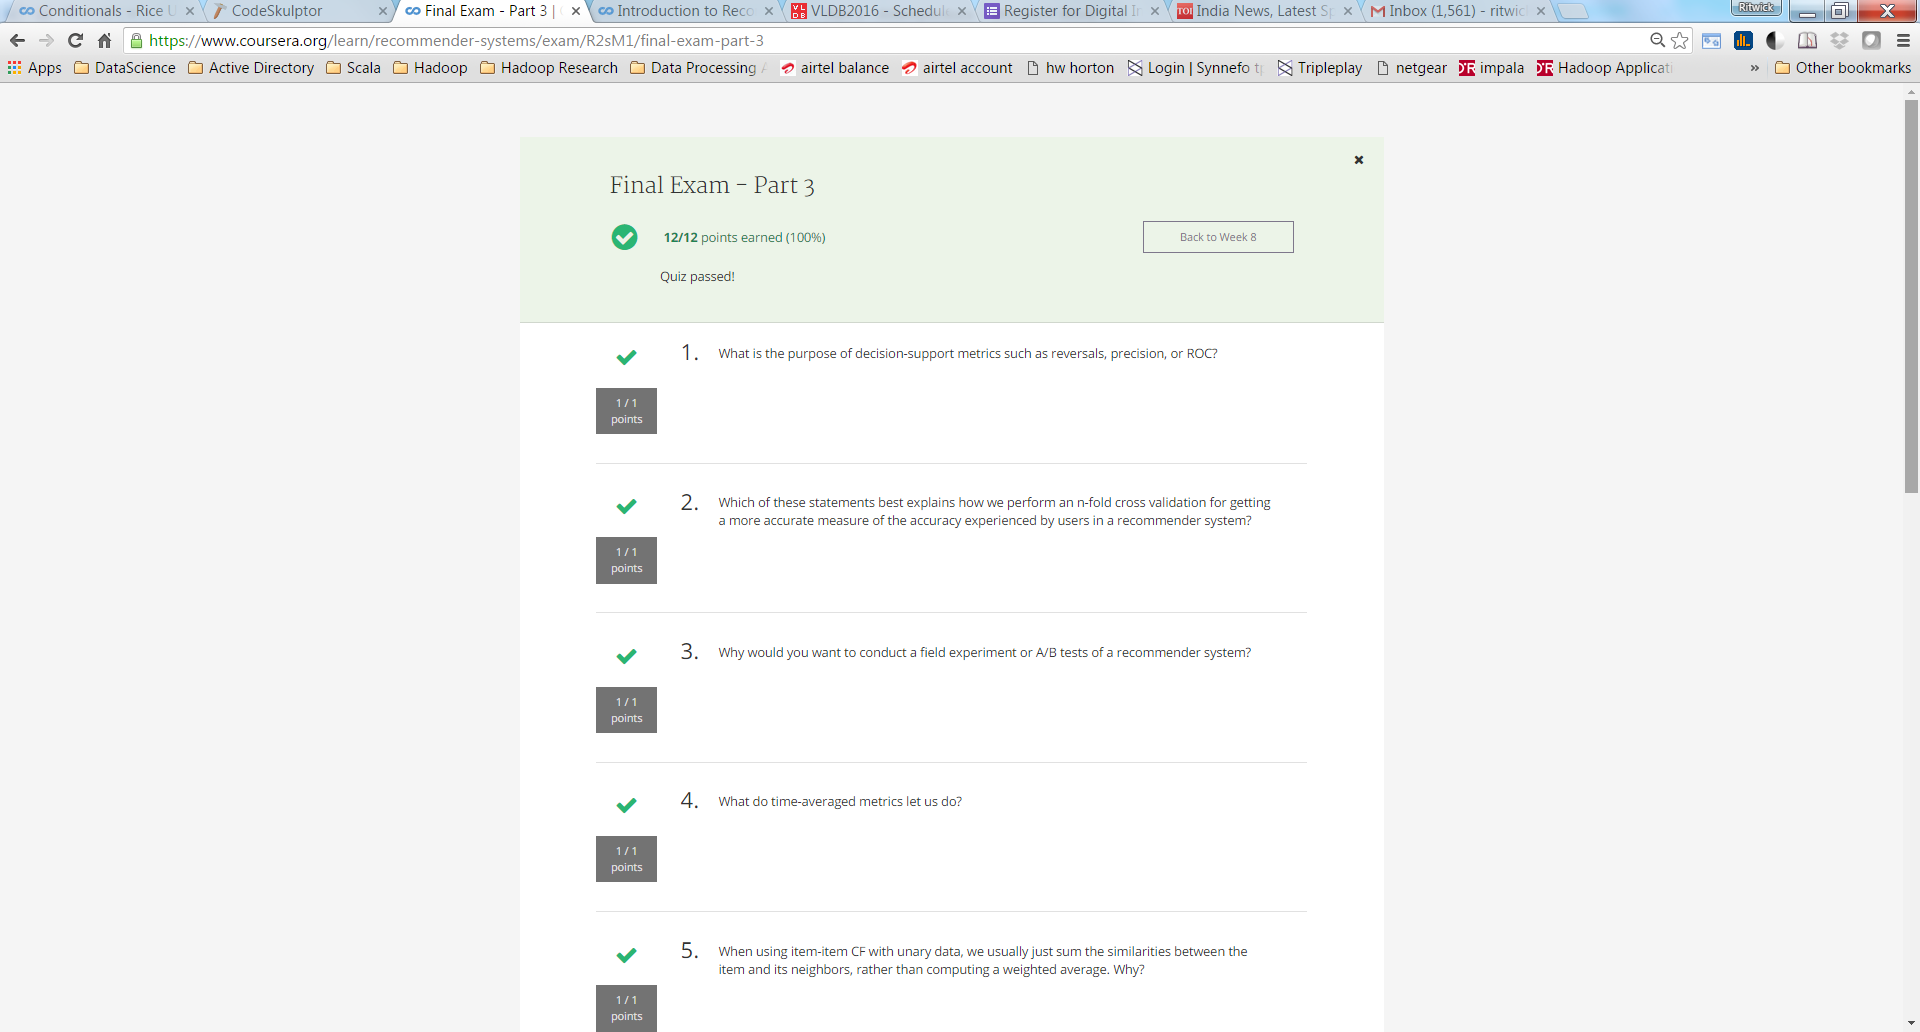 Conditionals - Rice U
CodeSkulptor
Final Exam - Part 3 |
Introduction to Reco
VLDB2016 - Schedule
Register for Digital I
India News, Latest Sp
Inbox (1,561) - ritwic
Ritwick
https://www.coursera.org/learn/recommender-systems/exam/R2sM1/final-exam-part-3
Apps
DataScience
Active Directory
Scala
Hadoop
Hadoop Research
Data Processing
airtel balance
airtel account
hw horton
Login | Synnefo
Tripleplay
netgear
impala
Hadoop Applicati
»
Other bookmarks
Final Exam - Part 3
12/12 points earned (100%)
Back to Week 8
Quiz passed!
1. What is the purpose of decision-support metrics such as reversals, precision, or ROC?
1 / 1
points
2. Which of these statements best explains how we perform an n-fold cross validation for getting
a more accurate measure of the accuracy experienced by users in a recommender system?
1 / 1
points
3. Why would you want to conduct a field experiment or A/B tests of a recommender system?
1 / 1
points
4. What do time-averaged metrics let us do?
1 / 1
points
5. When using item-item CF with unary data, we usually just sum the similarities between the
item and its neighbors, rather than computing a weighted average. Why?
1 / 1
points